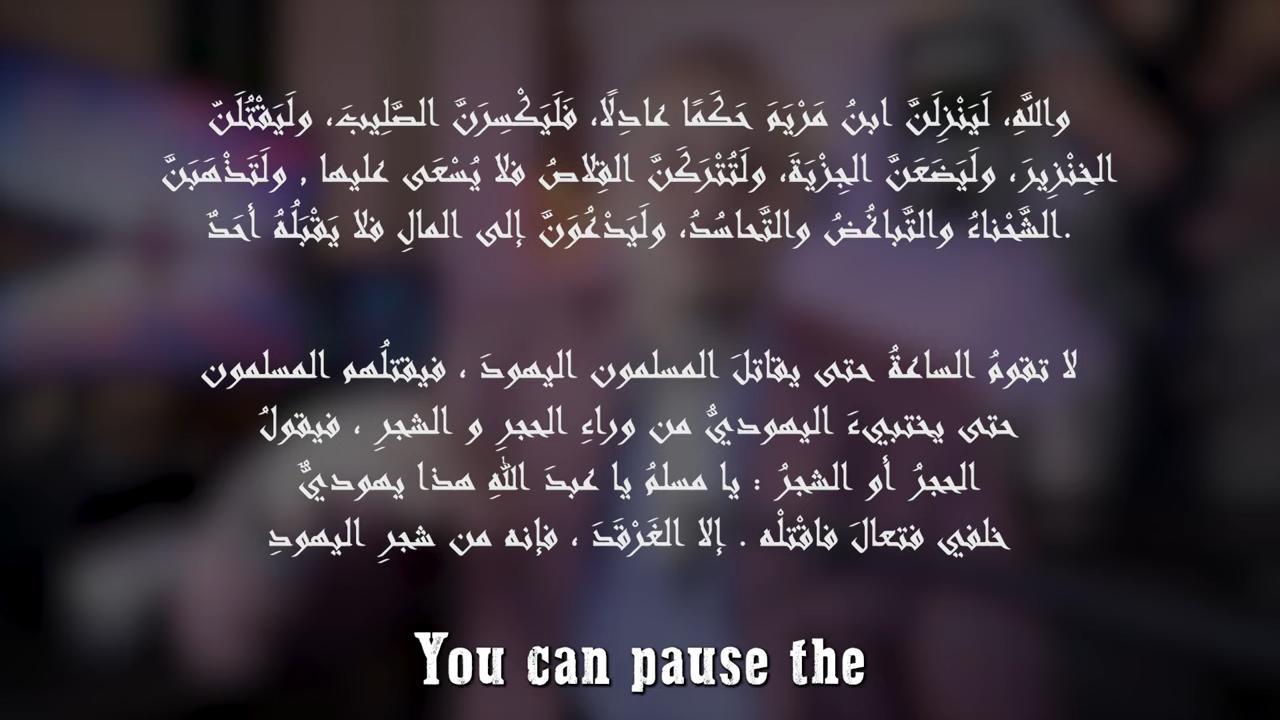 واللَّهِ، لَيَنْزِلَنَّ ابنُ مَرْيَمَ حَكَمًا عادِلًا، فَلَيَكْسِرَنَّ الصَّلِيبَ، ولَيَقْتُلَنَّ
الخِنْزِيرَ، ولَيَضَعَنَّ الجِزْيَةَ، ولَتُتْرَكَنَّ القِلاصُ فلا يُسْعَى عليها , ولَتَذْهَبَنَّ
الشَّحْناءُ والتَّباغُضُ والتَّحاسُدُ، ولَيَدْعُوَنَّ إلى المالِ فلا يَقْبَلُهُ أحَدٌ.
لا تقومُ الساعةُ حتى يقاتلَ المسلمون اليهودَ ، فيقتلُهم المسلمون
حتى يختبيءَ اليهوديُّ من وراءِ الحجرِ و الشجرِ ، فيقولُ
الحجرُ أو الشجرُ : يا مسلمُ يا عبدَ اللهِ هذا يهوديٌّ
خلفي فتعالَ فاقْتلْه . إلا الغَرْقَدَ ، فإنه من شجرِ اليهودِ
You can pause the